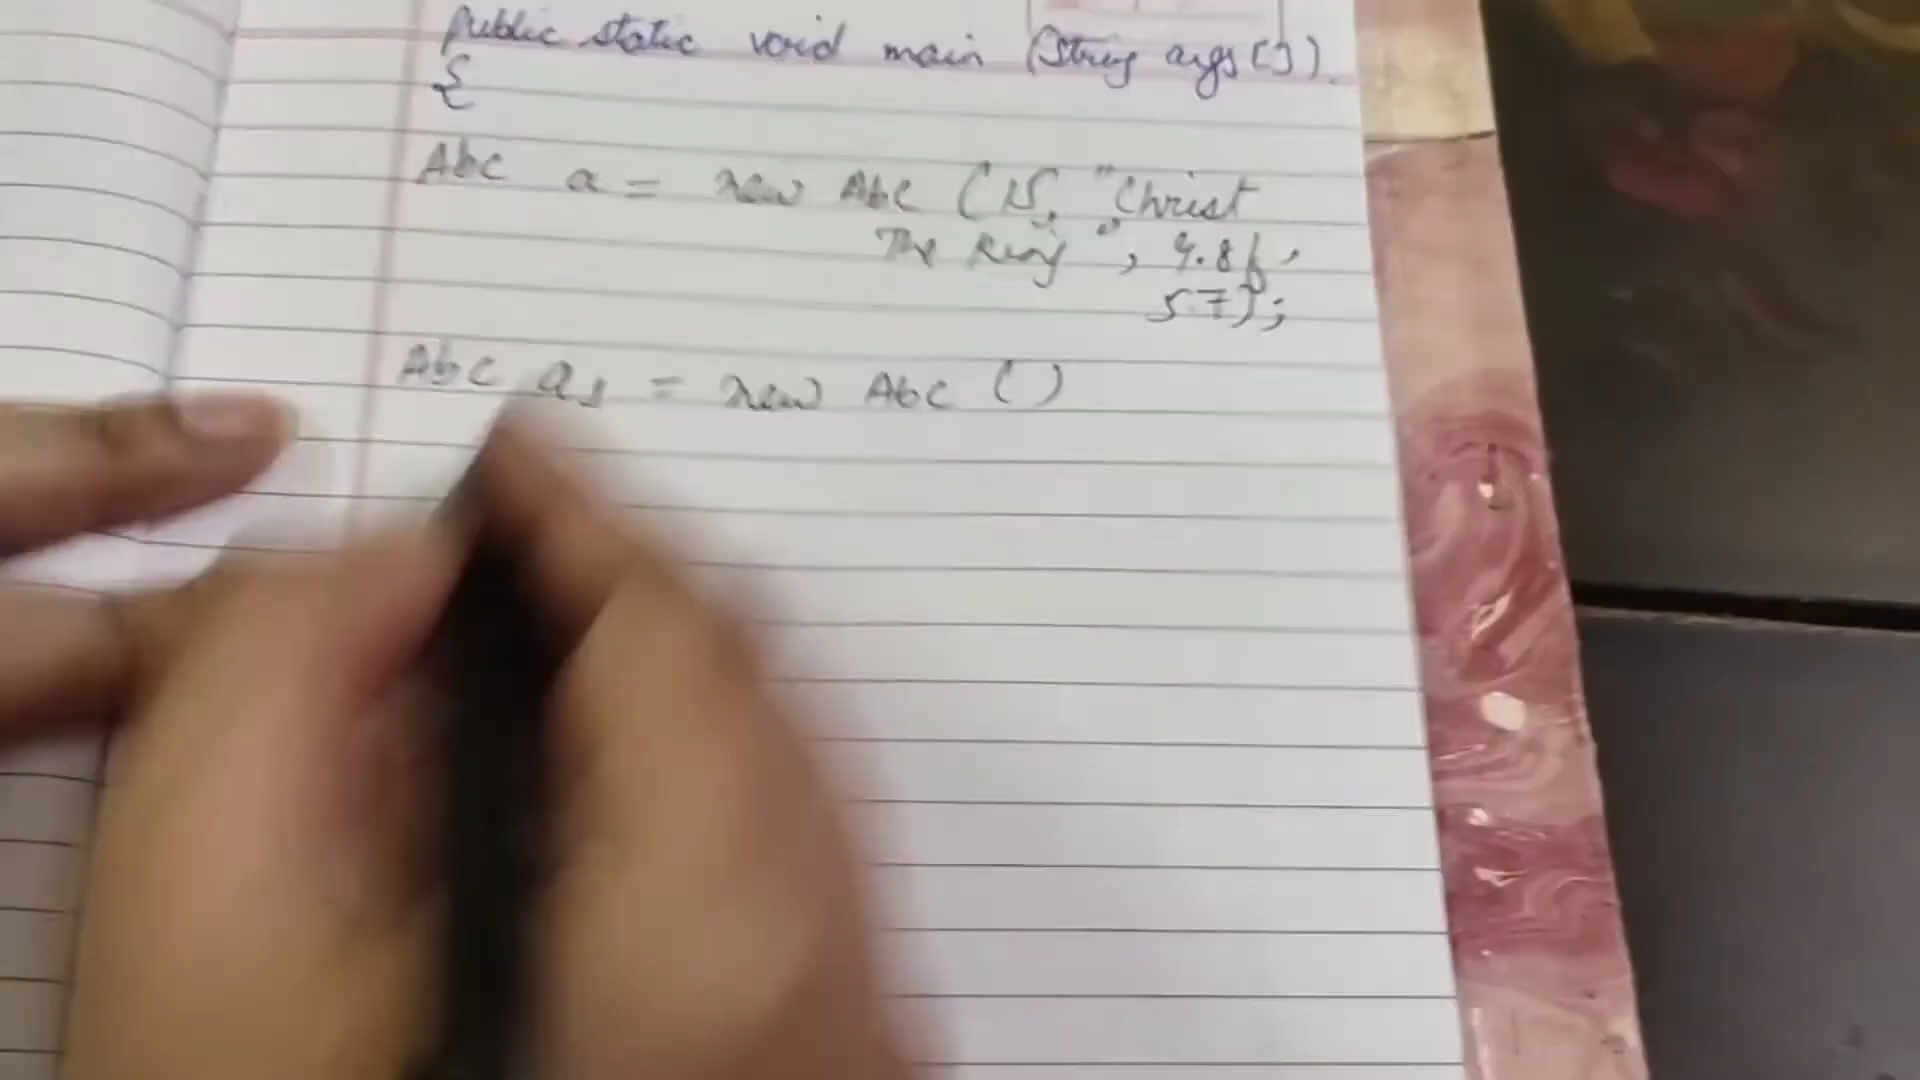 public static void main (String args[])
{
Abc a = new Abc (15, "Christ
The King", 4.8f,
5.7);
Abc a1 = new Abc ()